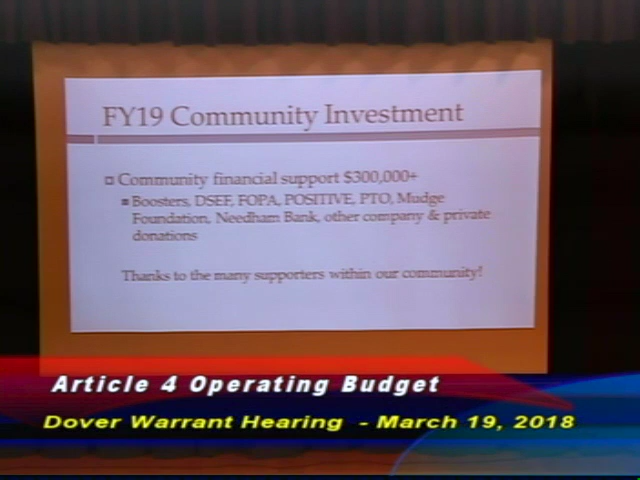 FY19 Community Investment
Community financial support $300,000+
Boosters, DSEF, FOPA, POSITIVE, PTO, Mudge
Foundation, Needham Bank, other company & private
donations
Thanks to the many supporters within our community!
Article 4 Operating Budget
Dover Warrant Hearing - March 19, 2018